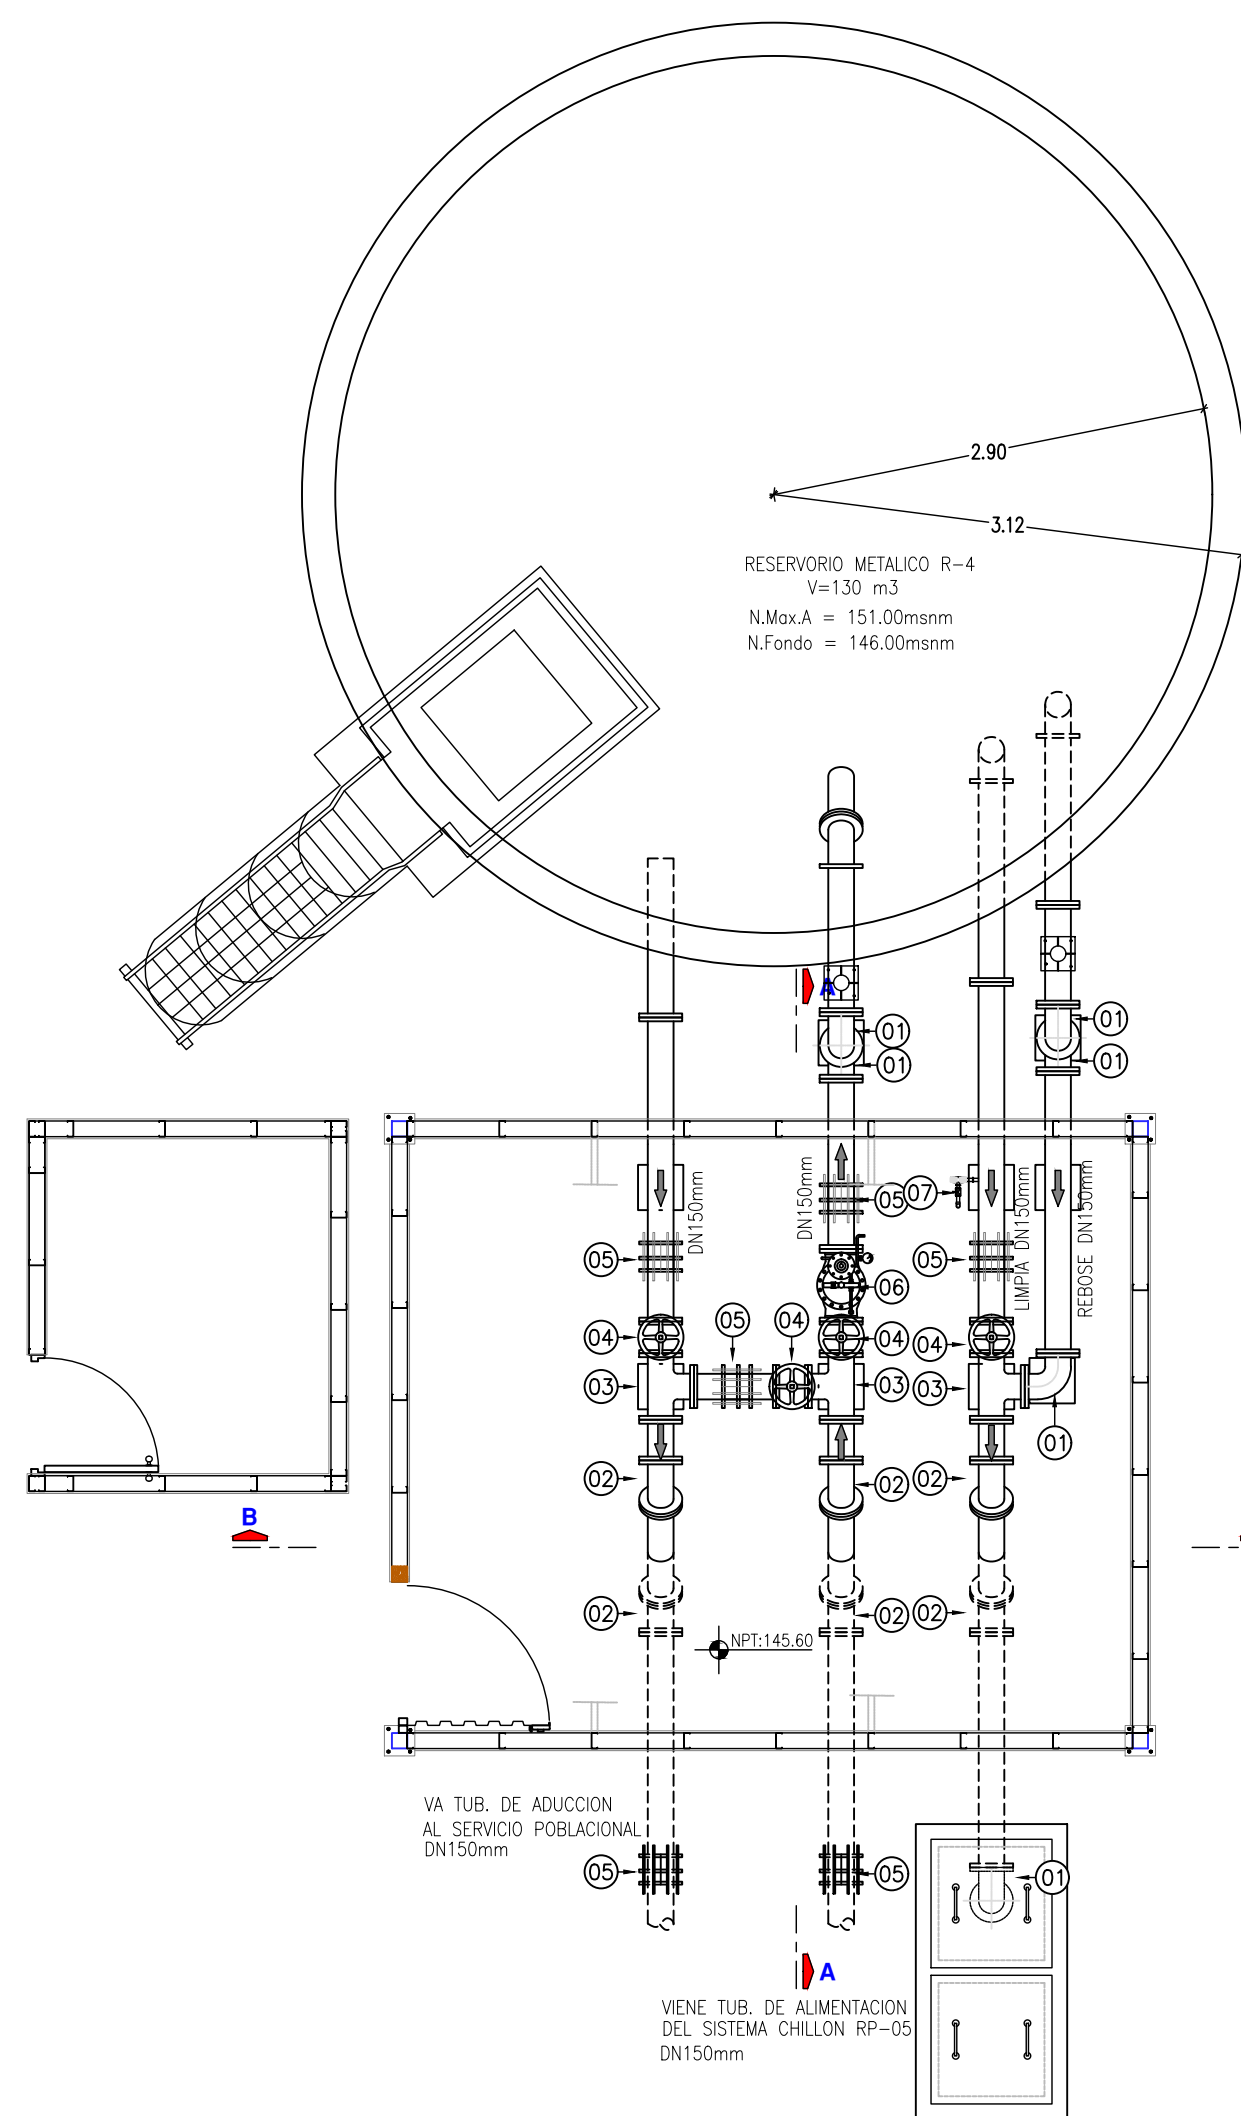 2.90
3.12
RESERVORIO METALICO R-4
V=130 m3
N.Max.A = 151.00msnm
N.Fondo = 146.00msnm
A
01
01
01
01
DN150mm
DN150mm
LIMPIA DN150mm
REBOSE DN150mm
05
07
05
05
06
04
05
04
04
04
03
03
03
01
02
02
02
B
02
02
02
NPT:145.60
VA TUB. DE ADUCCION
AL SERVICIO POBLACIONAL
DN150mm
05
05
01
A
VIENE TUB. DE ALIMENTACION
DEL SISTEMA CHILLON RP-05
DN150mm